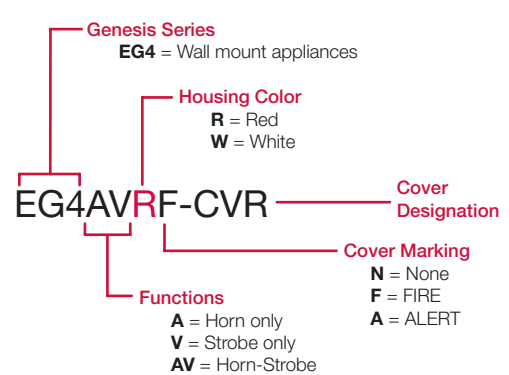 Genesis Series
EG4 = Wall mount appliances
Housing Color
R = Red
W = White
EG4AVRF-CVR
Cover
Designation
Cover Marking
N = None
F = FIRE
A = ALERT
Functions
A = Horn only
V = Strobe only
AV = Horn-Strobe